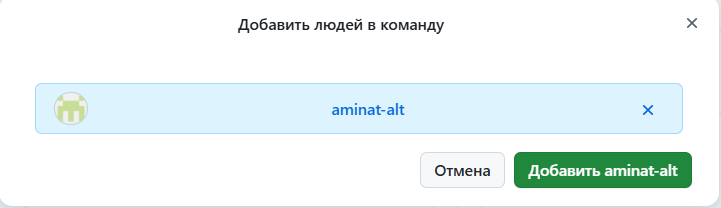 Добавить людей в команду
aminat-alt
Отмена
Добавить aminat-alt